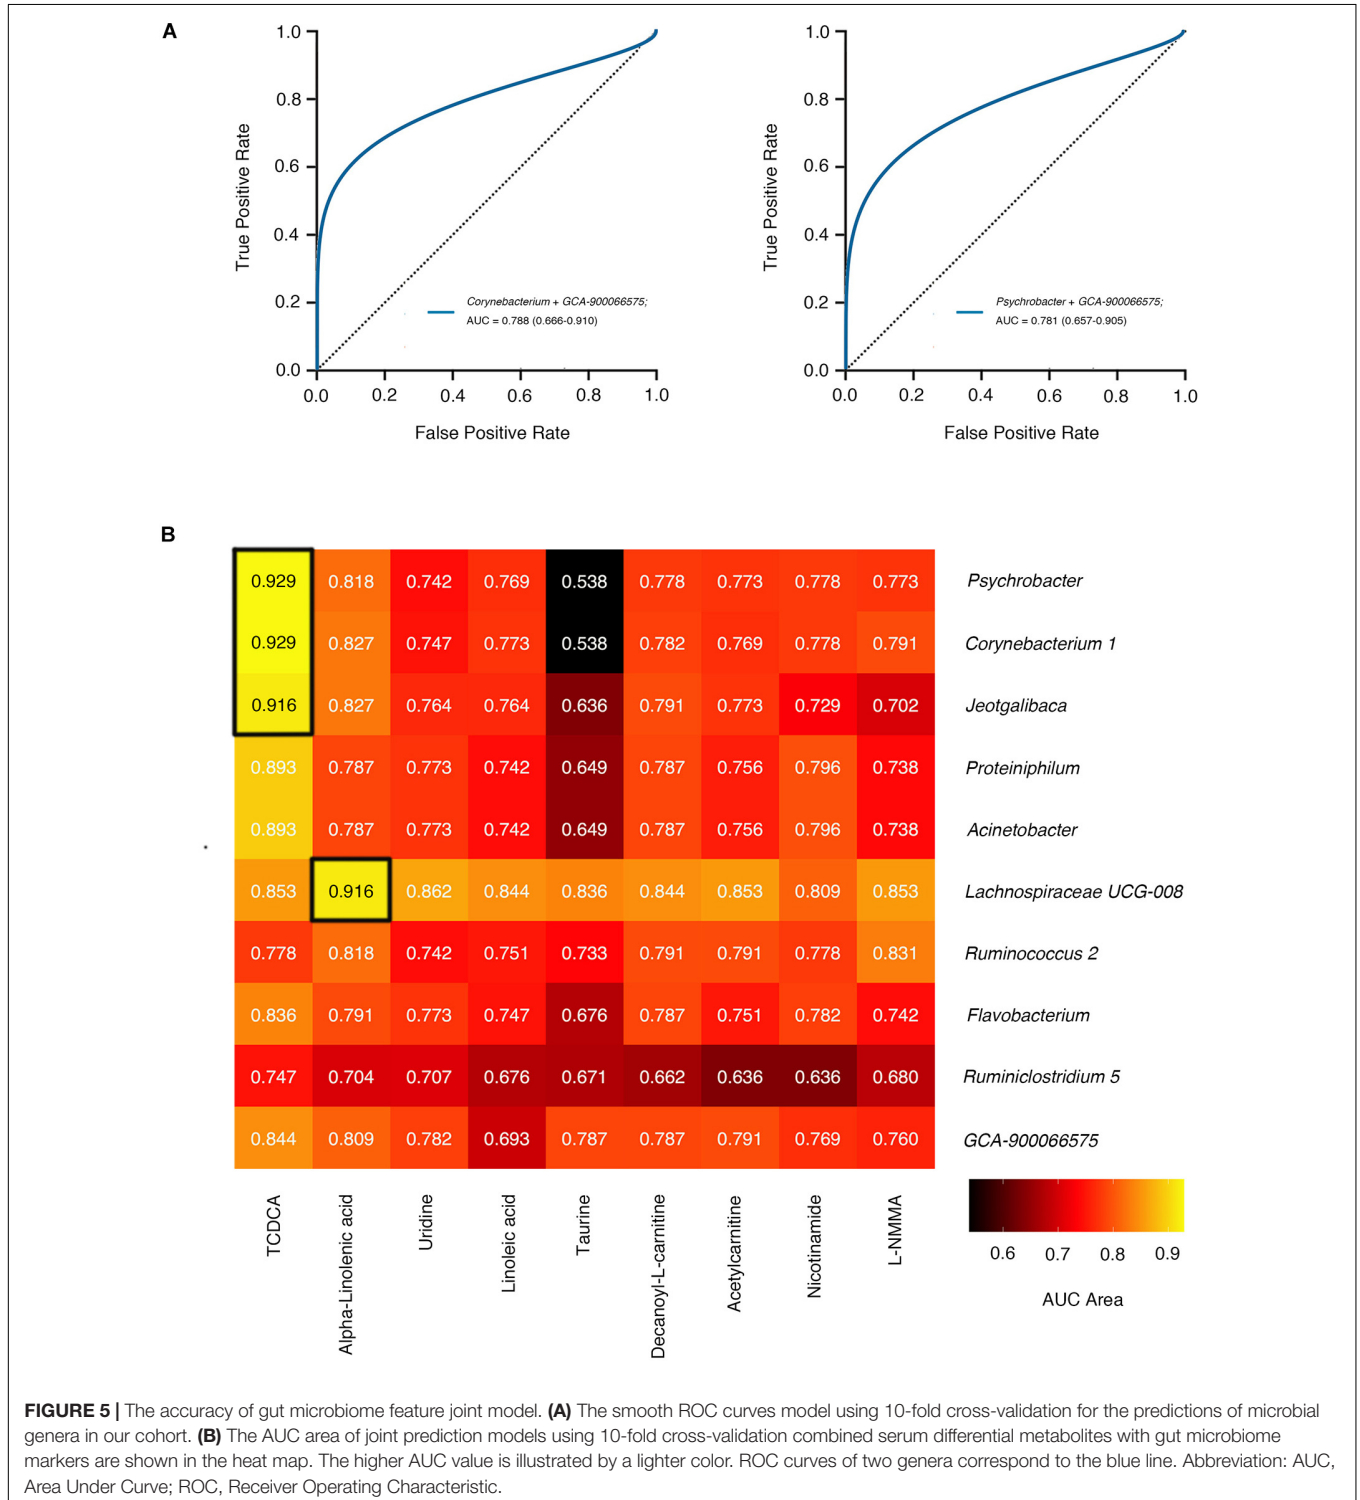 A
1.0
0.8
0.6
0.4
0.2
0.0
True Positive Rate
Corynebacterium + GCA-900066575;
AUC = 0.788 (0.666-0.910)
0.0 0.2 0.4 0.6 0.8 1.0
False Positive Rate
1.0
0.8
0.6
0.4
0.2
0.0
True Positive Rate
Psychrobacter + GCA-900066575;
AUC = 0.781 (0.657-0.905)
0.0 0.2 0.4 0.6 0.8 1.0
False Positive Rate
B
0.929 0.818 0.742 0.769 0.538 0.778 0.773 0.778 0.773 Psychrobacter
0.929 0.827 0.747 0.773 0.538 0.782 0.769 0.778 0.791 Corynebacterium 1
0.916 0.827 0.764 0.764 0.636 0.791 0.773 0.729 0.702 Jeotgalibaca
0.893 0.787 0.773 0.742 0.649 0.787 0.756 0.796 0.738 Proteiniphilum
0.893 0.787 0.773 0.742 0.649 0.787 0.756 0.796 0.738 Acinetobacter
0.853 0.916 0.862 0.844 0.836 0.844 0.853 0.809 0.853 Lachnospiraceae UCG-008
0.778 0.818 0.742 0.751 0.733 0.791 0.791 0.778 0.831 Ruminococcus 2
0.836 0.791 0.773 0.747 0.676 0.787 0.751 0.782 0.742 Flavobacterium
0.747 0.704 0.707 0.676 0.671 0.662 0.636 0.636 0.680 Ruminiclostridium 5
0.844 0.809 0.782 0.693 0.787 0.787 0.791 0.769 0.760 GCA-900066575
TCDCA
Alpha-Linolenic acid
Uridine
Linoleic acid
Taurine
Decanoyl-L-carnitine
Acetylcarnitine
Nicotinamide
L-NMMA
0.6 0.7 0.8 0.9
AUC Area
FIGURE 5 | The accuracy of gut microbiome feature joint model. (A) The smooth ROC curves model using 10-fold cross-validation for the predictions of microbial
genera in our cohort. (B) The AUC area of joint prediction models using 10-fold cross-validation combined serum differential metabolites with gut microbiome
markers are shown in the heat map. The higher AUC value is illustrated by a lighter color. ROC curves of two genera correspond to the blue line. Abbreviation: AUC,
Area Under Curve; ROC, Receiver Operating Characteristic.